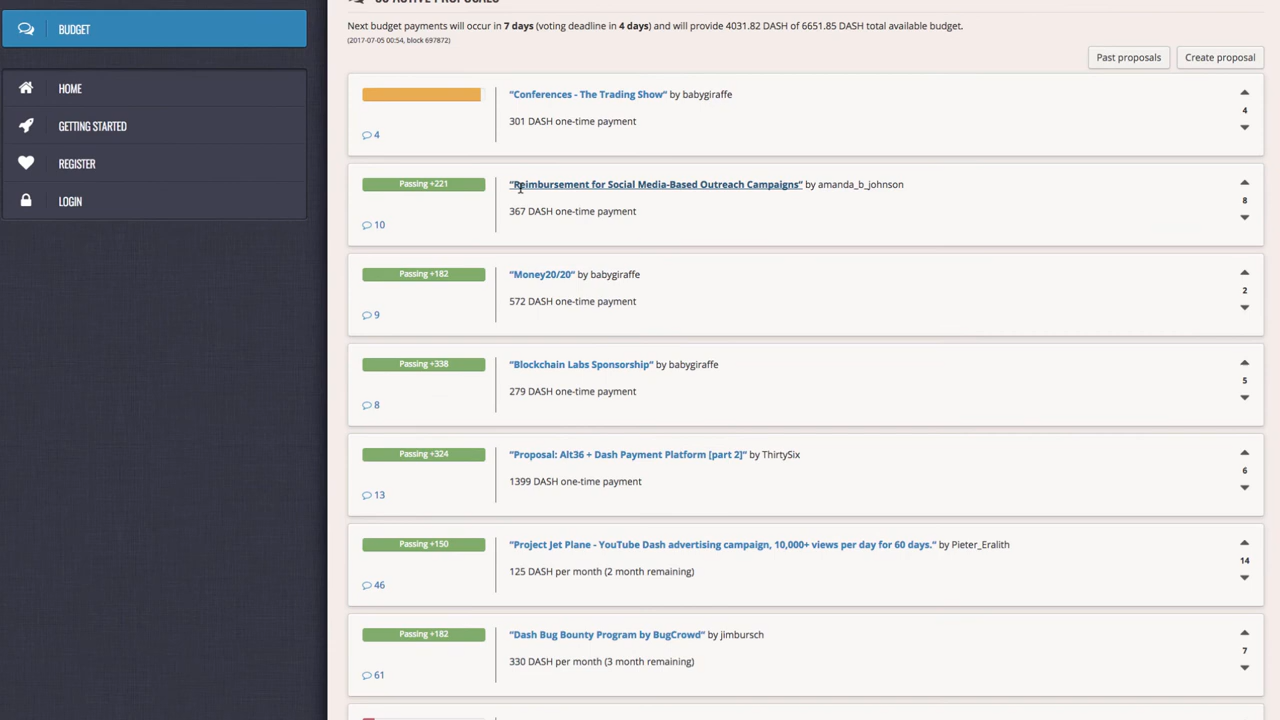 BUDGET
HOME
GETTING STARTED
REGISTER
LOGIN
Next budget payments will occur in 7 days (voting deadline in 4 days) and will provide 4031.82 DASH of 6651.85 DASH total available budget.
(2017-07-05 00:54, block 697872)
Past proposals
Create proposal
"Conferences - The Trading Show" by babygiraffe
301 DASH one-time payment
4
4
Passing +221
"Reimbursement for Social Media-Based Outreach Campaigns" by amanda_b_johnson
367 DASH one-time payment
10
8
Passing +182
"Money20/20" by babygiraffe
572 DASH one-time payment
9
2
Passing +338
"Blockchain Labs Sponsorship" by babygiraffe
279 DASH one-time payment
8
5
Passing +324
"Proposal: Alt36 + Dash Payment Platform [part 2]" by ThirtySix
1399 DASH one-time payment
13
6
Passing +150
"Project Jet Plane - YouTube Dash advertising campaign, 10,000+ views per day for 60 days." by Pieter_Eralith
125 DASH per month (2 month remaining)
46
14
Passing +182
"Dash Bug Bounty Program by BugCrowd" by jimbursch
330 DASH per month (3 month remaining)
61
7